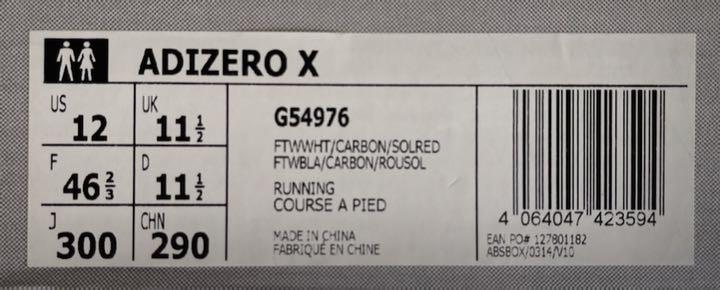 ADIZERO X
US 12 UK 11 1/2
F 46 2/3 D 11 1/2
J 300 CHN 290
G54976
FTWWHT/CARBON/SOLRED
FTWBLA/CARBON/ROUSOL
RUNNING
COURSE A PIED
MADE IN CHINA
FABRIQUÉ EN CHINE
4 064047 423594
EAN PO# 127801182
ABSBOX/0314/V10